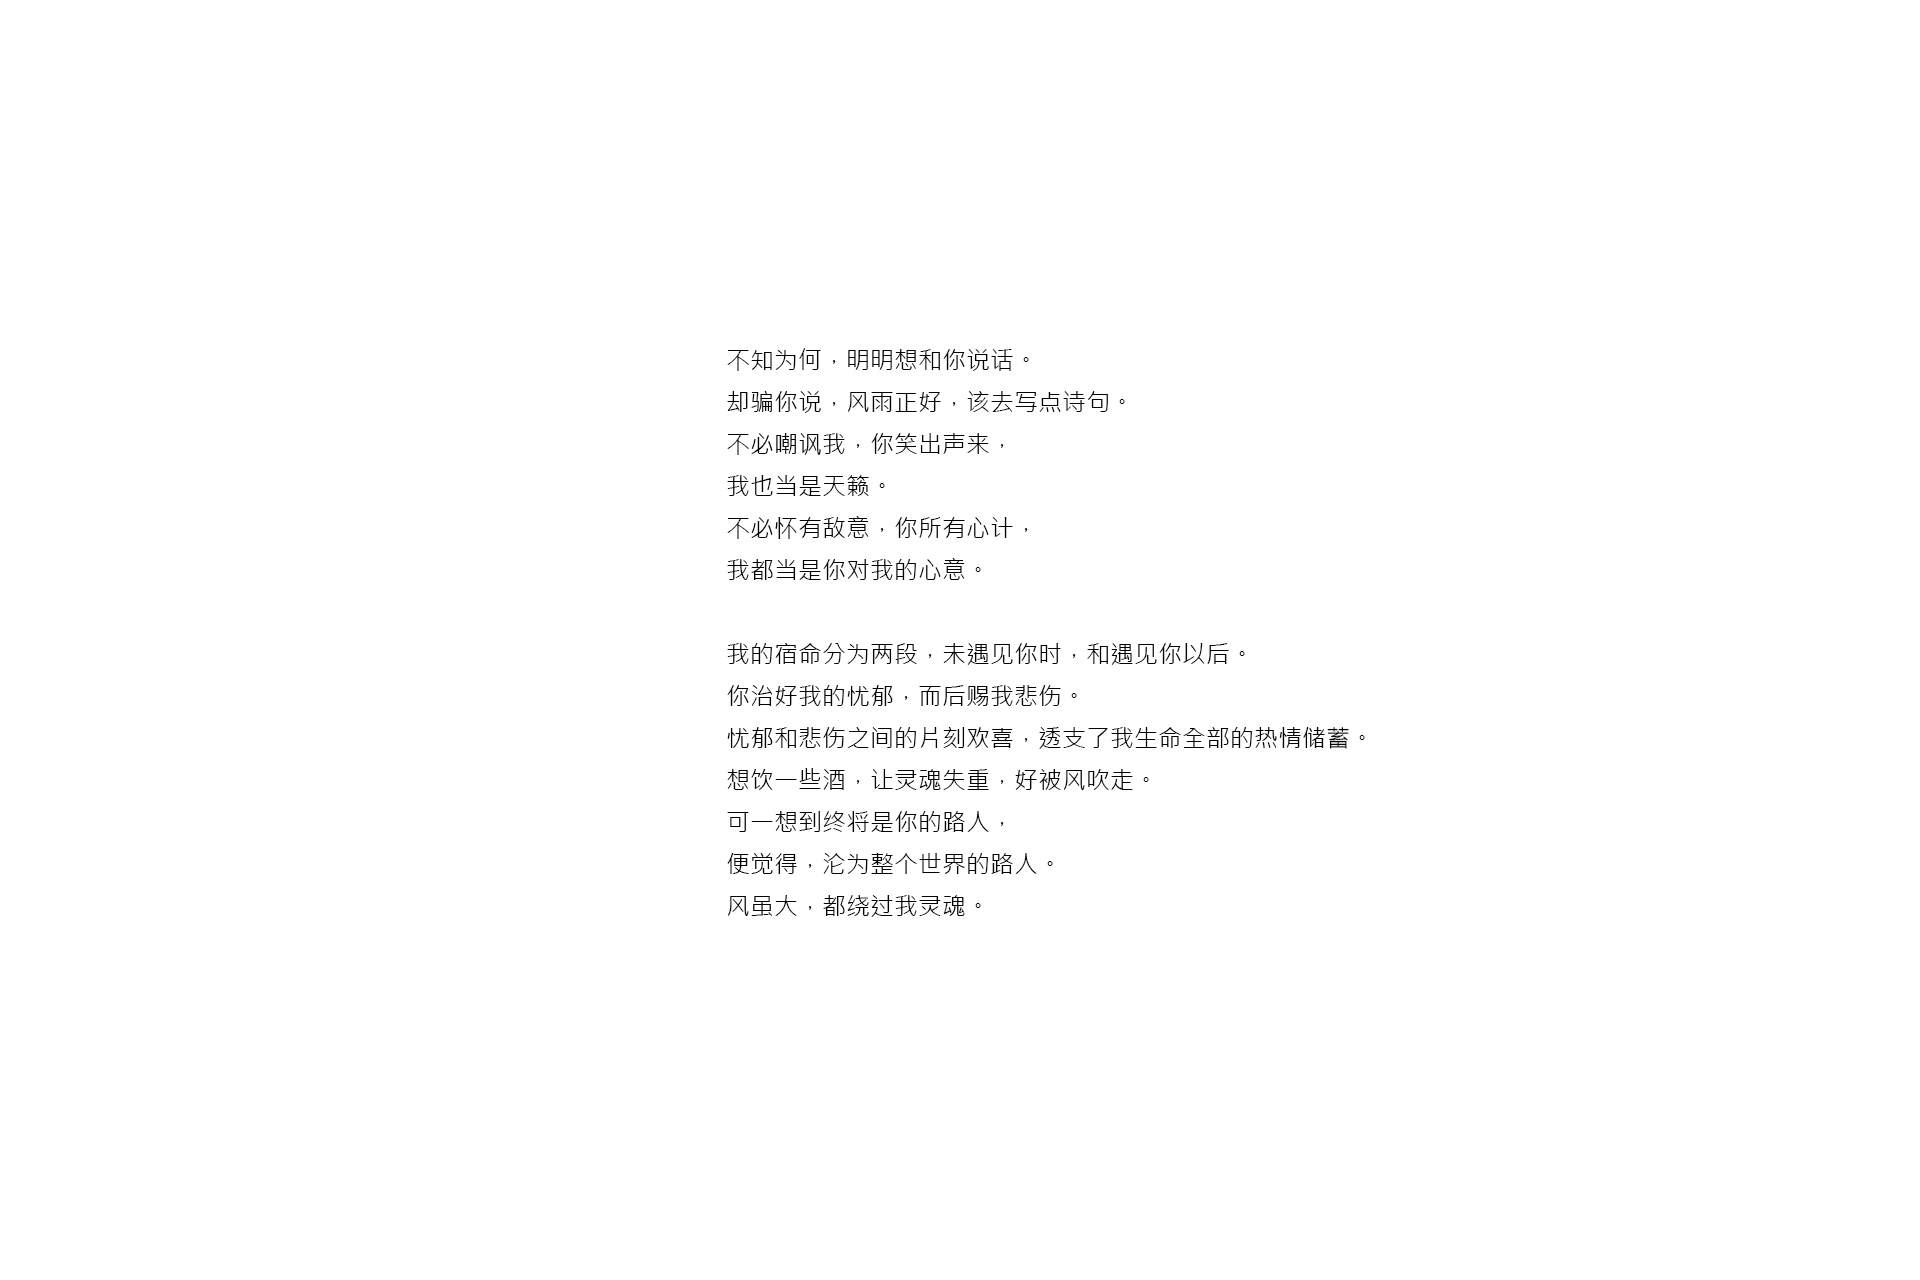 不知为何，明明想和你说话。
却骗你说，风雨正好，该去写点诗句。
不必嘲讽我，你笑出声来，
我也当是天籁。
不必怀有敌意，你所有心计，
我都当是你对我的心意。
我的宿命分为两段，未遇见你时，和遇见你以后。
你治好我的忧郁，而后赐我悲伤。
忧郁和悲伤之间的片刻欢喜，透支了我生命全部的热情储蓄。
想饮一些酒，让灵魂失重，好被风吹走。
可一想到终将是你的路人，
便觉得，沦为整个世界的路人。
风虽大，都绕过我灵魂。